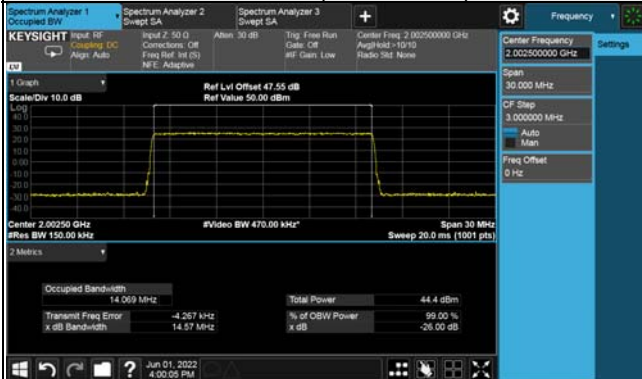 Spectrum Analyzer 1
Occupied BW
Spectrum Analyzer 2
Swept SA
Spectrum Analyzer 3
Swept SA
Frequency
KEYSIGHT
Input: RF
Coupling: DC
Align: Auto
Input Z: 50 Ω
Corrections: Off
Freq Ref: Int (S)
NFE: Adaptive
Atten: 30 dB
Trig: Free Run
Gate: Off
#IF Gain: Low
Center Freq: 2.002500000 GHz
Avg|Hold:>10/10
Radio Std: None
LXI
Center Frequency
2.002500000 GHz
Settings
Span
30.000 MHz
CF Step
3.000000 MHz
Auto
Man
Freq Offset
0 Hz
1 Graph
Scale/Div 10.0 dB
Ref Lvl Offset 47.55 dB
Ref Value 50.00 dBm
Log
40.0
30.0
20.0
10.0
0.00
-10.0
-20.0
-30.0
-40.0
Center 2.00250 GHz
#Res BW 150.00 kHz
#Video BW 470.00 kHz*
Span 30 MHz
Sweep 20.0 ms (1001 pts)
2 Metrics
Occupied Bandwidth
14.069 MHz
Total Power 44.4 dBm
Transmit Freq Error -4.267 kHz
% of OBW Power 99.00 %
x dB Bandwidth 14.57 MHz
x dB -26.00 dB
Jun 01, 2022
4:00:05 PM